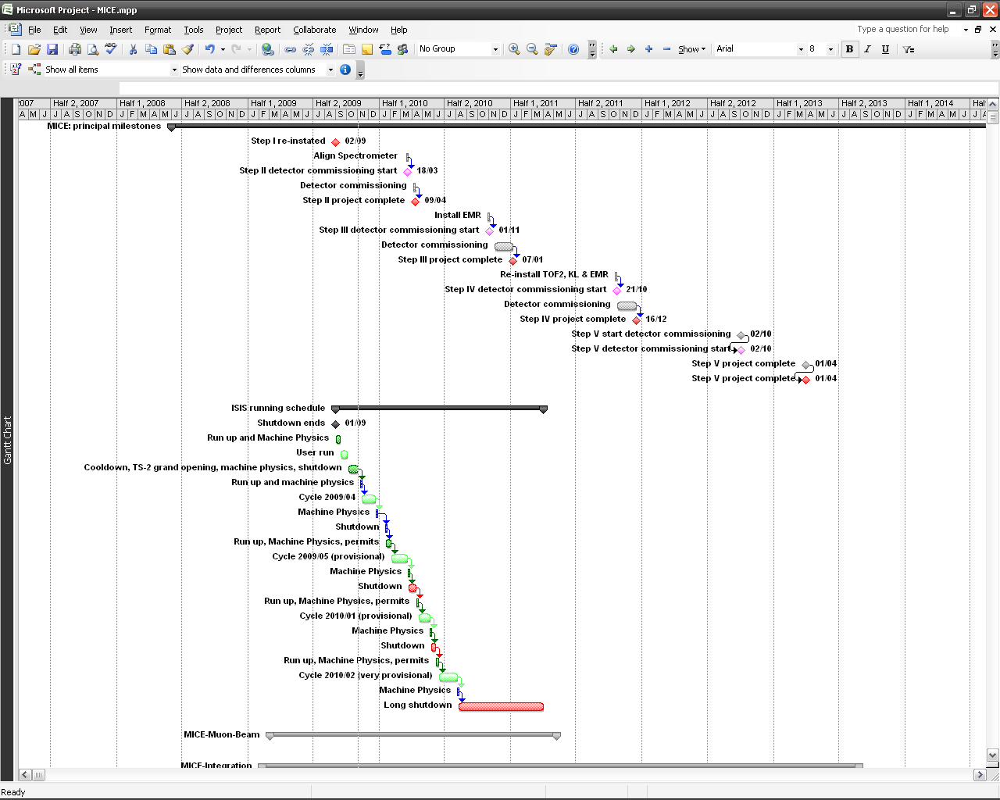 Microsoft Project - MICE.mpp
File Edit View Insert Format Tools Project Report Collaborate Window Help Type a question for help
No Group Show Arial 8 B I U
Show all items Show data and differences columns
2007 Half 2, 2007 Half 1, 2008 Half 2, 2008 Half 1, 2009 Half 2, 2009 Half 1, 2010 Half 2, 2010 Half 1, 2011 Half 2, 2011 Half 1, 2012 Half 2, 2012 Half 1, 2013 Half 2, 2013 Half 1, 2014 Hal
A M J J A S O N D J F M A M J J A S O N D J F M A M J J A S O N D J F M A M J J A S O N D J F M A M J J A S O N D J F M A M J J A S O N D J F M A M J J A S O N D J F M A
MICE: principal milestones
Step I re-instated 02/09
Align Spectrometer
Step II detector commissioning start 18/03
Detector commissioning
Step II project complete 09/04
Install EMR
Step III detector commissioning start 01/11
Detector commissioning
Step III project complete 07/01
Re-install TOF2, KL & EMR
Step IV detector commissioning start 21/10
Detector commissioning
Step IV project complete 16/12
Step V start detector commissioning 02/10
Step V detector commissioning start 02/10
Step V project complete 01/04
Step V project complete 01/04
ISIS running schedule
Shutdown ends 01/09
Run up and Machine Physics
User run
Cooldown, TS-2 grand opening, machine physics, shutdown
Run up and machine physics
Cycle 2009/04
Machine Physics
Shutdown
Run up, Machine Physics, permits
Cycle 2009/05 (provisional)
Machine Physics
Shutdown
Run up, Machine Physics, permits
Cycle 2010/01 (provisional)
Machine Physics
Shutdown
Run up, Machine Physics, permits
Cycle 2010/02 (very provisional)
Machine Physics
Long shutdown
MICE-Muon-Beam
MICE-Integration
Gantt Chart
Ready